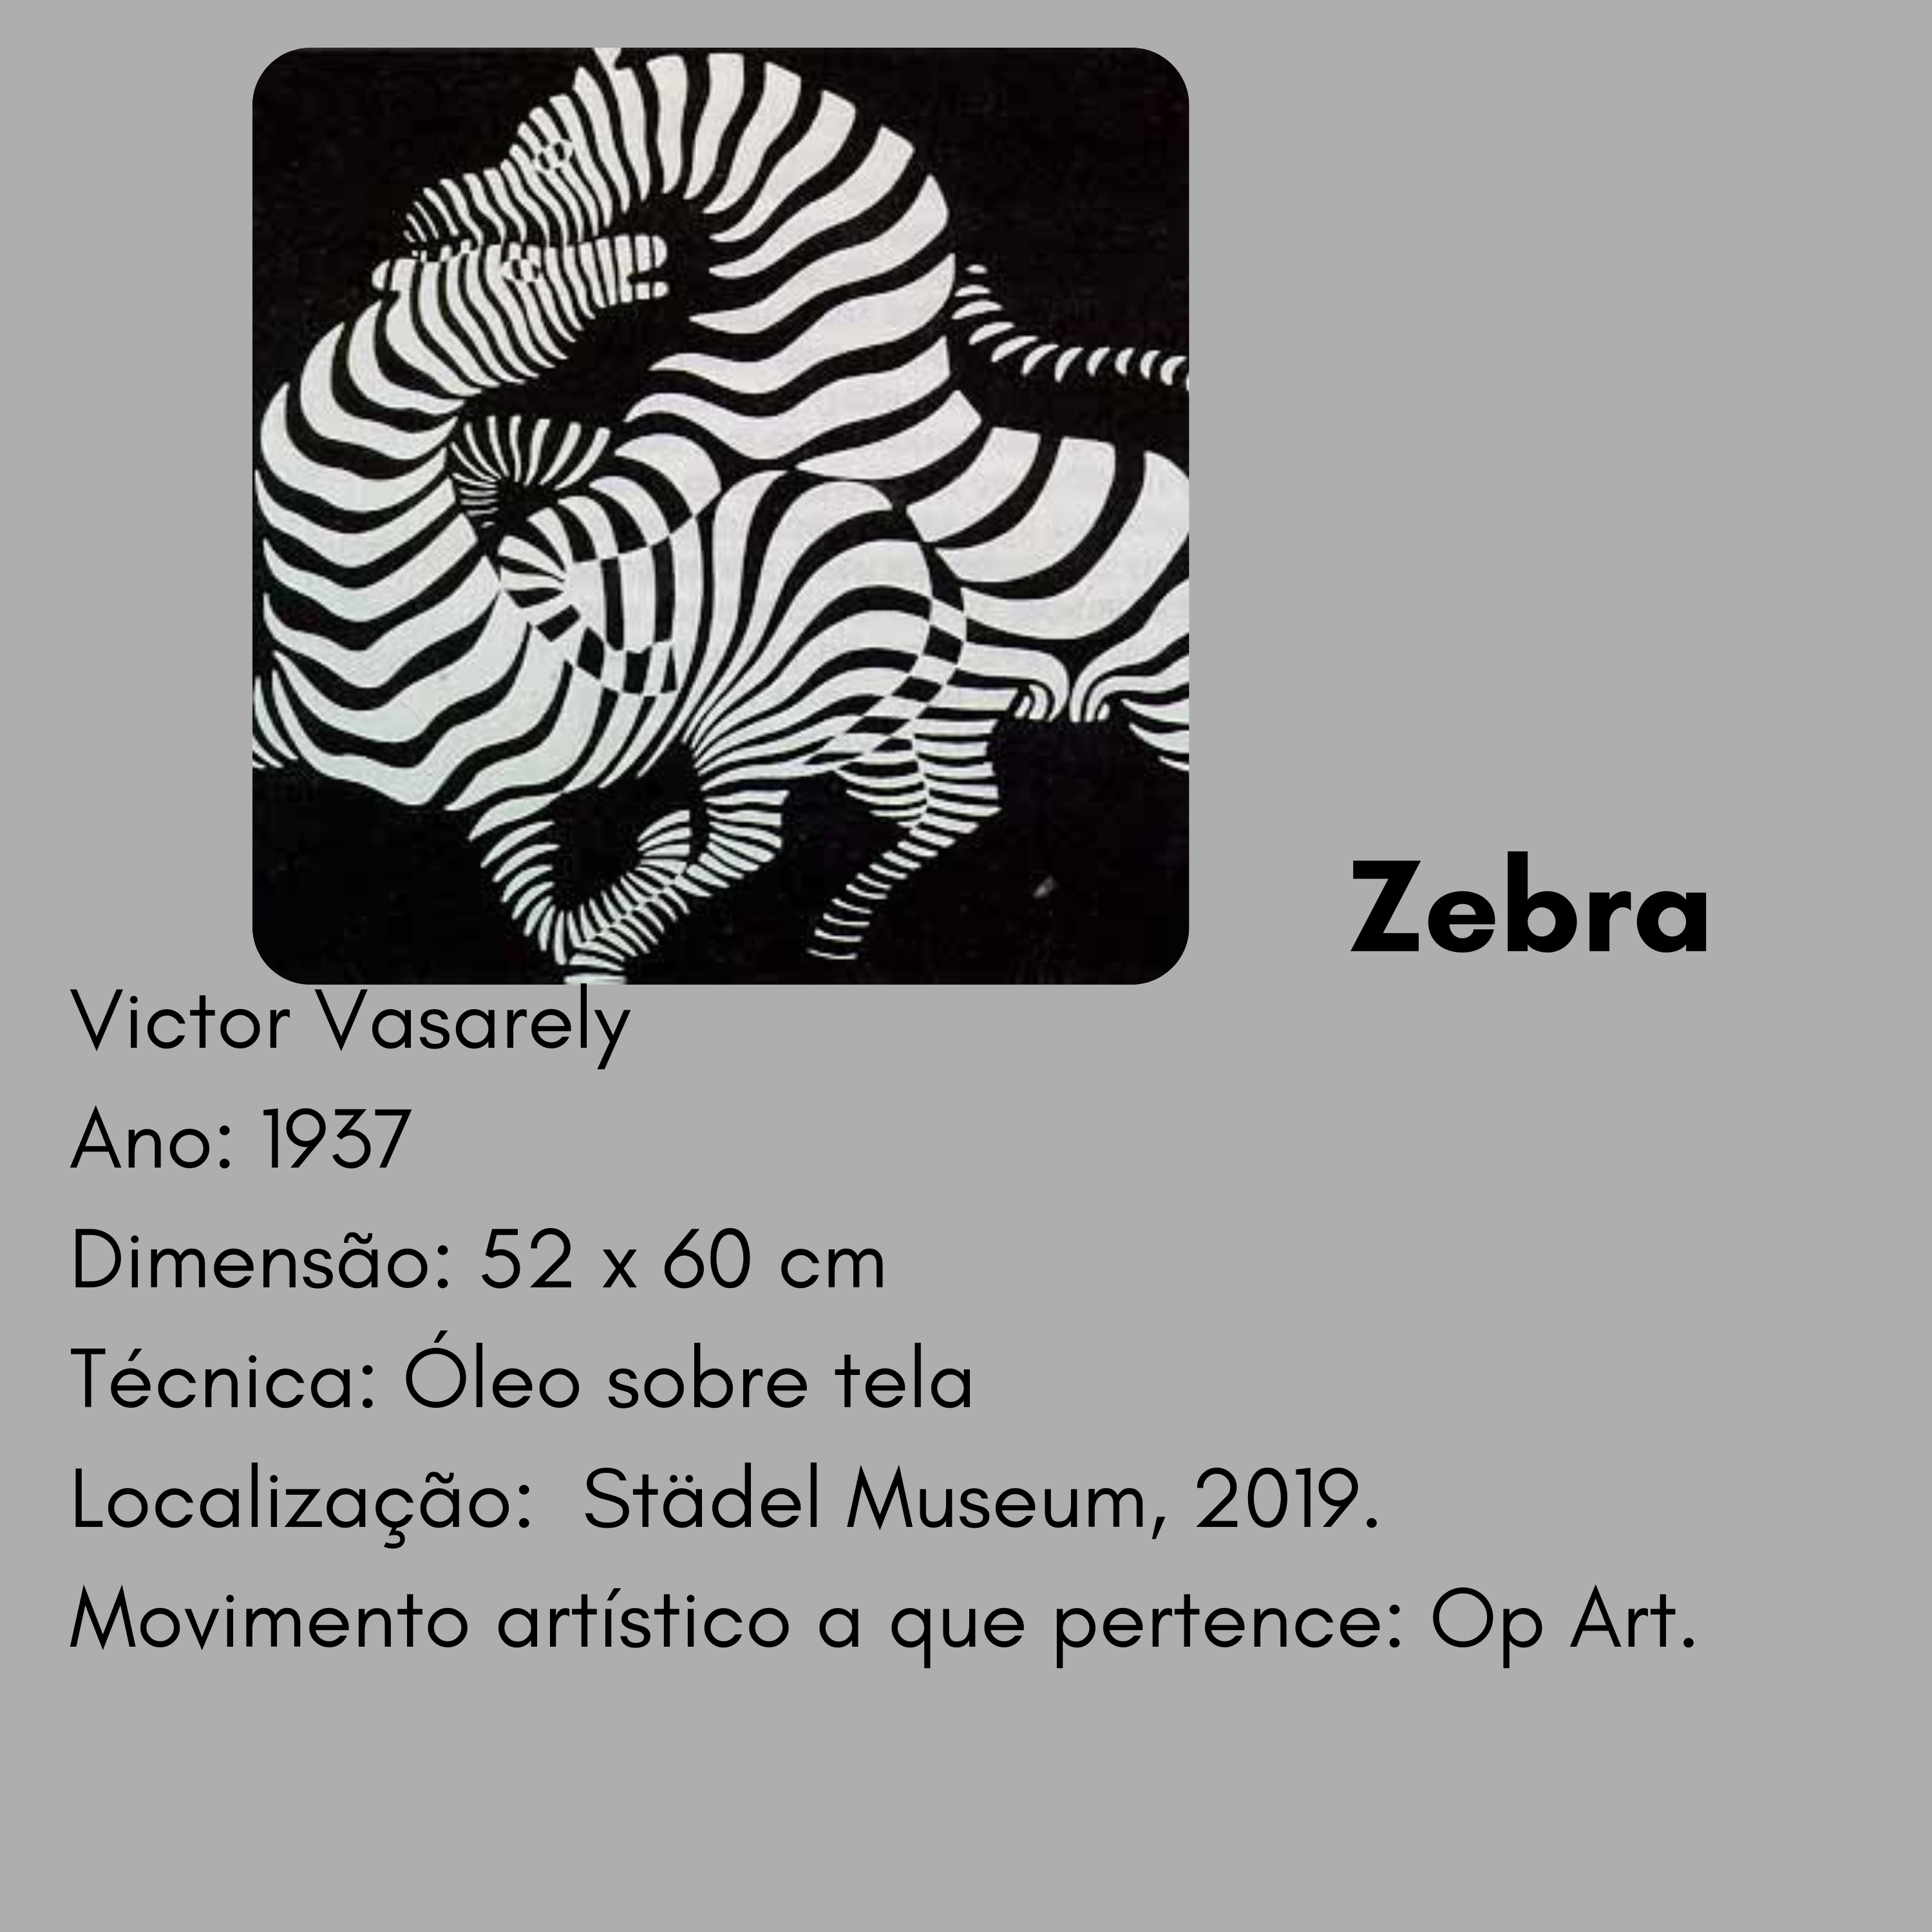 Zebra
Victor Vasarely
Ano: 1937
Dimensão: 52 x 60 cm
Técnica: Óleo sobre tela
Localização:  Städel Museum, 2019.
Movimento artístico a que pertence: Op Art.